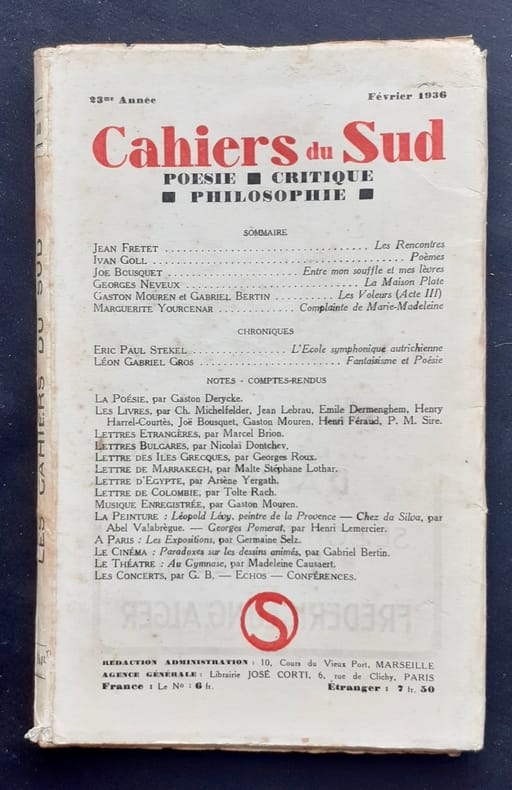 23me Année Février 1936
Cahiers du Sud
POESIE ■ CRITIQUE
■ PHILOSOPHIE ■
SOMMAIRE
JEAN FRETET . . . . . . . . . . Les Rencontres
IVAN GOLL . . . . . . . . . . Poèmes
JOE BOUSQUET . . . . . . . . . . Entre mon souffle et mes lèvres
GEORGES NEVEUX . . . . . . . . . . La Maison Plate
GASTON MOUREN et GABRIEL BERTIN . . . . . . . . . . Les Voleurs (Acte III)
MARGUERITE YOURCENAR . . . . . . . . . . Complainte de Marie-Madeleine
CHRONIQUES
ERIC PAUL STEKEL . . . . . . . . . . L'Ecole symphonique autrichienne
LÉON GABRIEL GROS . . . . . . . . . . Fantaisisme et Poésie
NOTES - COMPTES-RENDUS
LA POÉSIE, par Gaston Derycke.
LES LIVRES, par Ch. Michelfelder, Jean Lebrau, Emile Dermenghem, Henry
Harrel-Courtès, Joë Bousquet, Gaston Mouren, Henri Féraud, P. M. Sire.
LETTRES ETRANGÈRES, par Marcel Brion.
LETTRES BULGARES, par Nicolaï Dontchev.
LETTRE DES ILES GRECQUES, par Georges Roux.
LETTRE DE MARRAKECH, par Malte Stéphane Lothar.
LETTRE D'EGYPTE, par Arsène Yergath.
LETTRE DE COLOMBIE, par Tolte Rach.
MUSIQUE ENREGISTRÉE, par Gaston Mouren.
LA PEINTURE : Léopold Lévy, peintre de la Provence — Chez da Silva, par
Abel Valabrègue. — Georges Pomerat, par Henri Lemercier.
A PARIS : Les Expositions, par Germaine Selz.
LE CINÉMA : Paradoxes sur les dessins animés, par Gabriel Bertin.
LE THÉATRE : Au Gymnase, par Madeleine Causaert.
LES CONCERTS, par G. B. — ECHOS — CONFÉRENCES.
S
RÉDACTION ADMINISTRATION : 10, Cours du Vieux Port, MARSEILLE
AGENCE GÉNÉRALE : Librairie JOSÉ CORTI, 6, rue de Clichy, PARIS
France : Le No : 6 fr. Étranger : 7 fr. 50
LES CAHIERS DU SUD